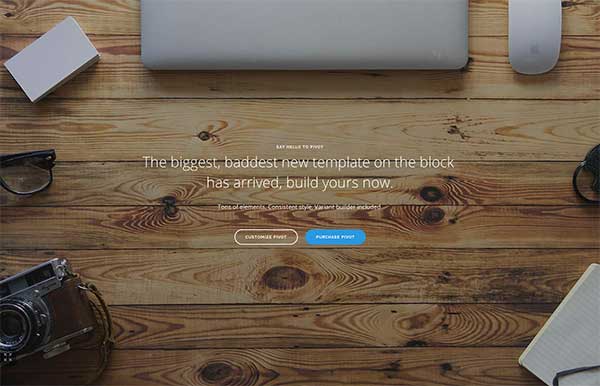 SAY HELLO TO PIVOT
The biggest, baddest new template on the block
has arrived, build yours now.
Tons of elements. Consistent style. Variant builder included.
CUSTOMIZE PIVOT
PURCHASE PIVOT